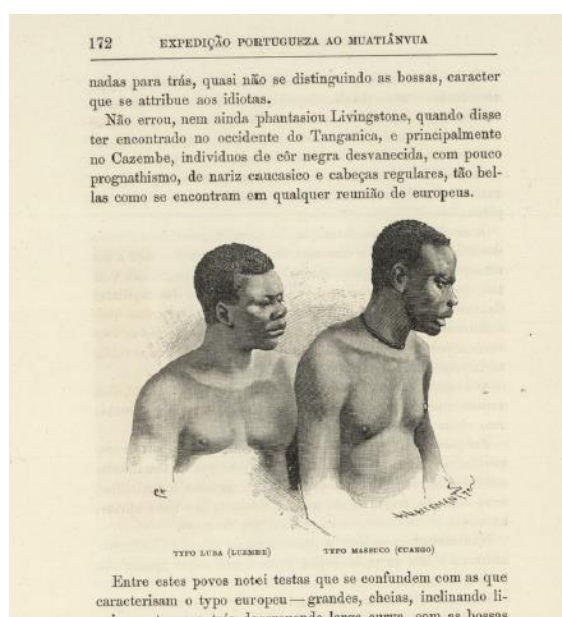 172 EXPEDIÇÃO PORTUGUEZA AO MUATIÂNVUA
nadas para trás, quasi não se distinguindo as bossas, caracter
que se attribue aos idiotas.
Não errou, nem ainda phantasiou Livingstone, quando disse
ter encontrado no occidente do Tanganica, e principalmente
no Cazembe, individuos de côr negra desvanecida, com pouco
prognathismo, de nariz caucasico e cabeças regulares, tão bel-
las como se encontram em qualquer reunião de europeus.
TYPO LUBA (LUEMBE) TYPO MASSUCO (CUANGO)
Entre estes povos notei testas que se confundem com as que
caracterisam o typo europeu—grandes, cheias, inclinando li-